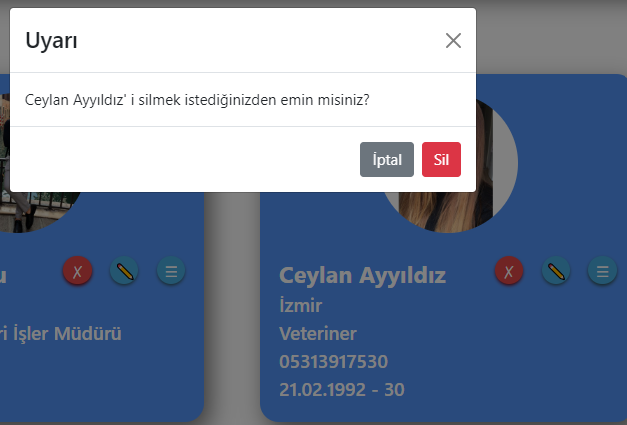 Uyarı
Ceylan Ayyıldız' i silmek istediğinizden emin misiniz?
İptal
Sil
u
Ceylan Ayyıldız
İzmir
ri İşler Müdürü
Veteriner
05313917530
21.02.1992 - 30